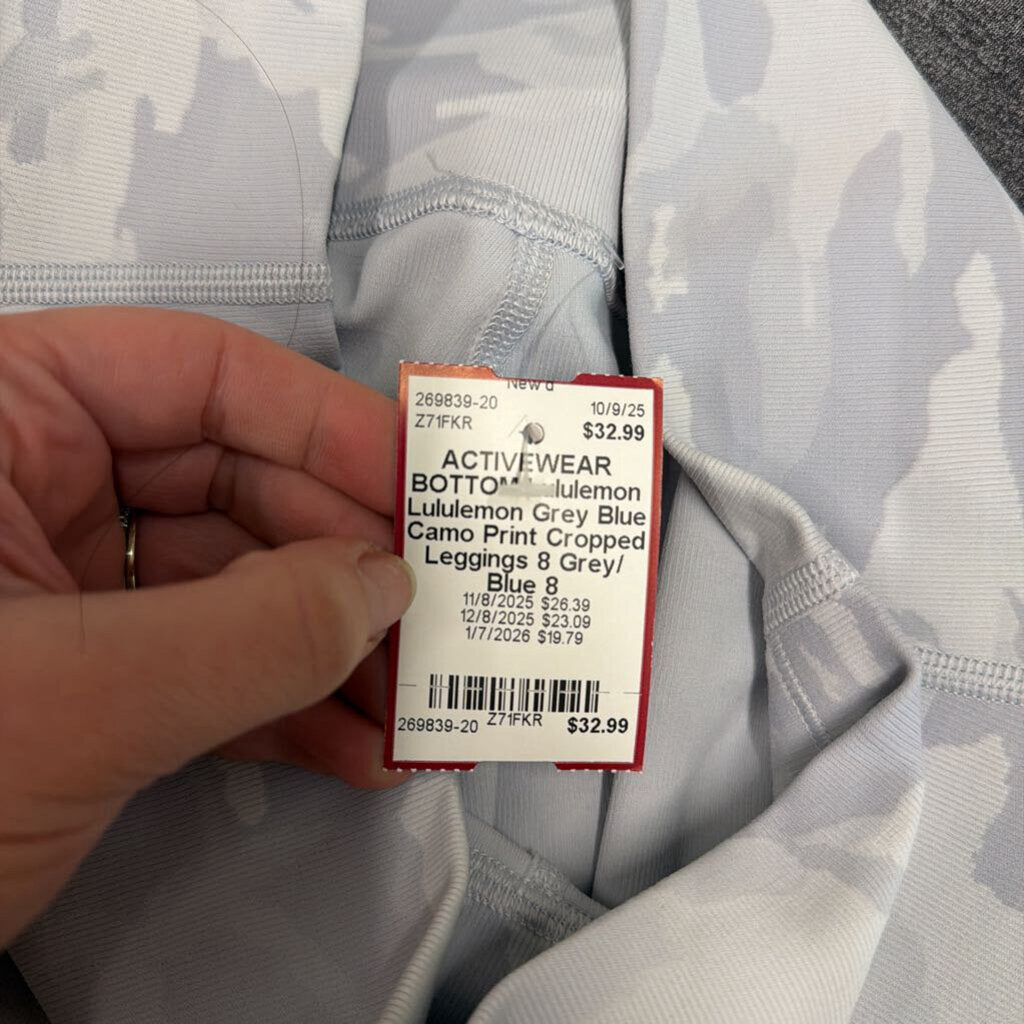 New'd
269839-20 10/9/25
Z71FKR $32.99
ACTIVEWEAR
BOTTOM Lululemon
Lululemon Grey Blue
Camo Print Cropped
Leggings 8 Grey/
Blue 8
11/8/2025 $26.39
12/8/2025 $23.09
1/7/2026 $19.79
269839-20 Z71FKR $32.99